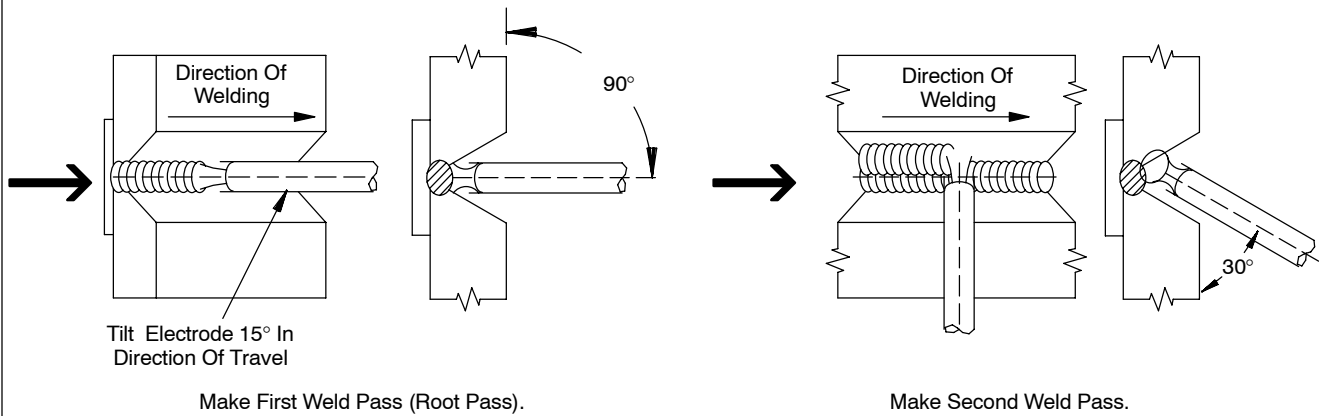 Direction Of
Welding
90°
Tilt Electrode 15° In
Direction Of Travel
Make First Weld Pass (Root Pass).
Direction Of
Welding
30°
Make Second Weld Pass.